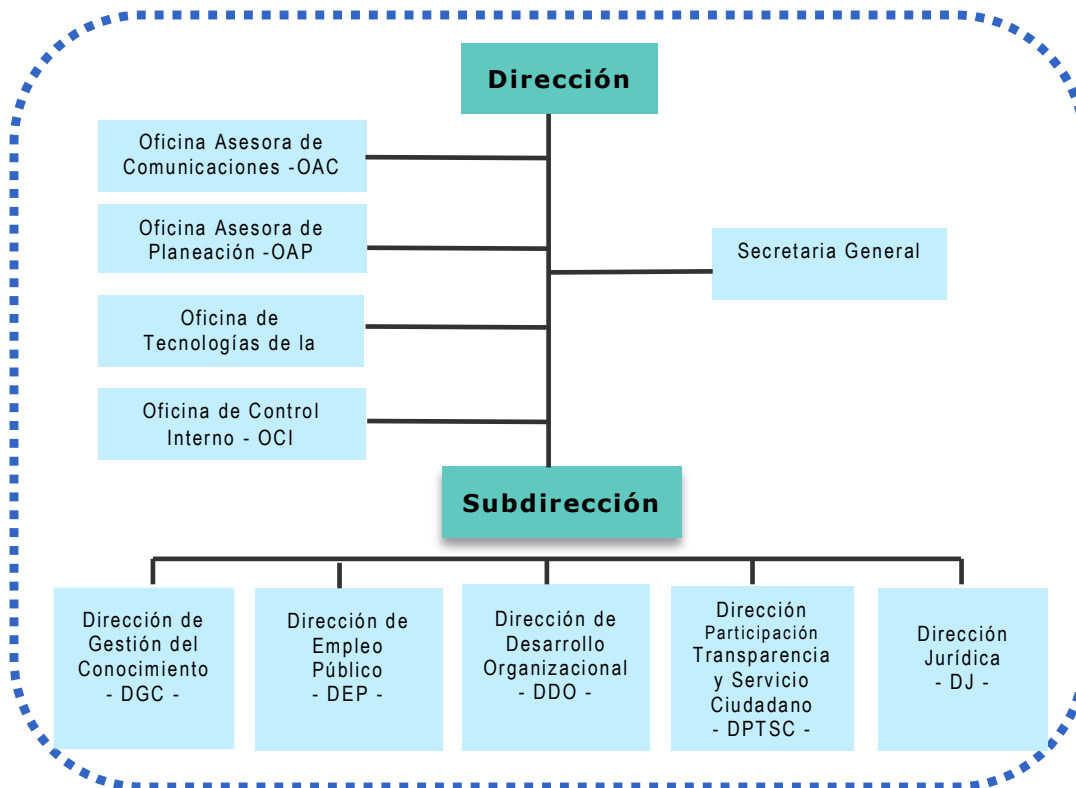 Dirección
Oficina Asesora de
Comunicaciones -OAC
Oficina Asesora de
Planeación -OAP
Secretaria General
Oficina de
Tecnologías de la
Oficina de Control
Interno - OCI
Subdirección
Dirección de
Gestión del
Conocimiento
- DGC -
Dirección de
Empleo
Público
- DEP -
Dirección de
Desarrollo
Organizacional
- DDO -
Dirección
Participación
Transparencia
y Servicio
Ciudadano
- DPTSC -
Dirección
Jurídica
- DJ -